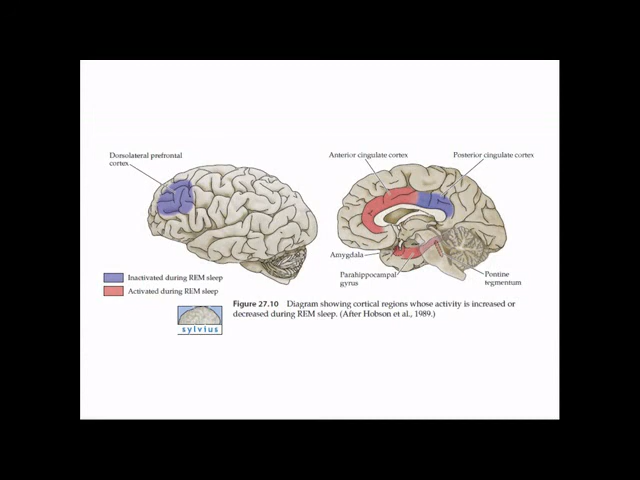 Dorsolateral prefrontal
cortex
Anterior cingulate cortex
Posterior cingulate cortex
Amygdala
Parahippocampal
gyrus
Pontine
tegmentum
Inactivated during REM sleep
Activated during REM sleep
Figure 27.10 Diagram showing cortical regions whose activity is increased or
decreased during REM sleep. (After Hobson et al., 1989.)
sylvius